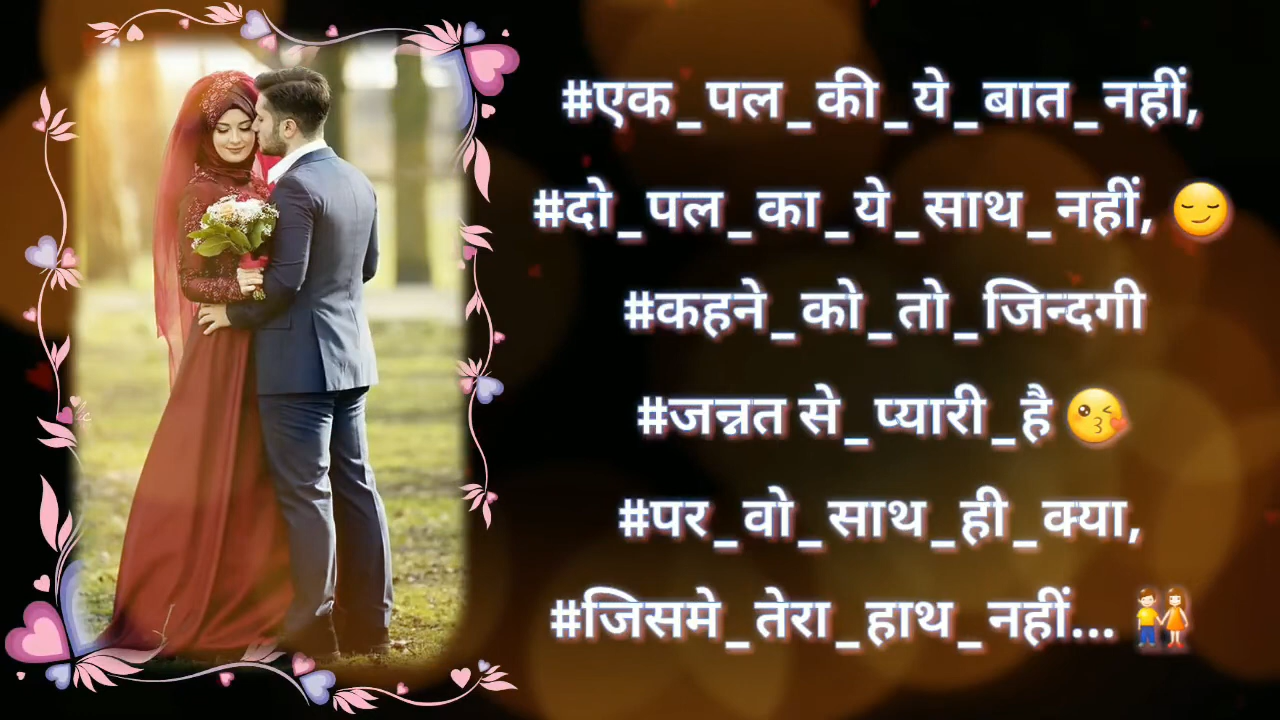 #एक_पल_की_ये_बात_नहीं,
#दो_पल_का_ये_साथ_नहीं, 😏
#कहने_को_तो_जिन्दगी
#जन्नत से_प्यारी_है 😘
#पर_वो_साथ_ही_क्या,
#जिसमे_तेरा_हाथ_नहीं... 👫